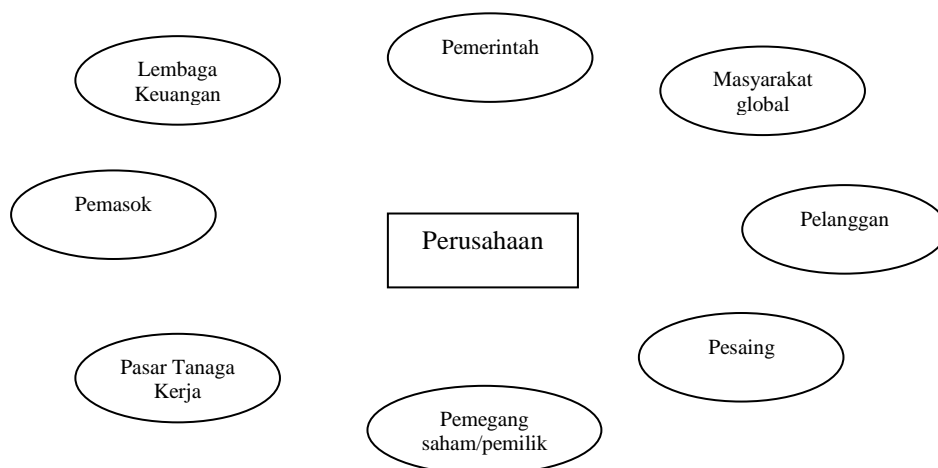 Pemerintah
Lembaga
Keuangan
Masyarakat
global
Pemasok
Pelanggan
Perusahaan
Pesaing
Pasar Tanaga
Kerja
Pemegang
saham/pemilik